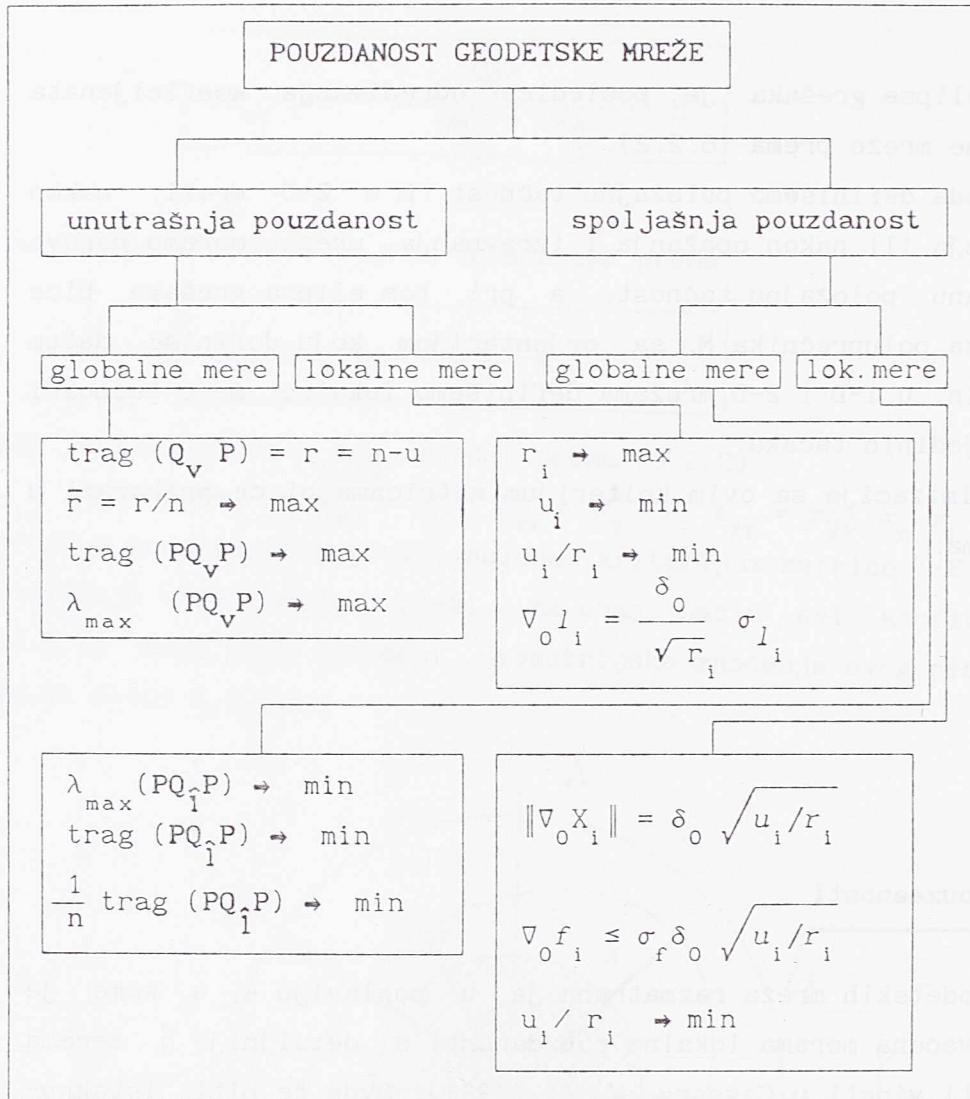 POUZDANOST GEODETSKE MREŽE
unutrašnja pouzdanost
spoljašnja pouzdanost
globalne mere
lokalne mere
globalne mere
lok.mere
trag (Q_v P) = r = n-u
r̅ = r/n → max
trag (PQ_v P) → max
λ_max (PQ_v P) → max
r_i → max
u_i → min
u_i/r_i → min
∇_0 l_i = δ_0 / √r_i σ_l_i
λ_max (PQ_l̂ P) → min
trag (PQ_l̂ P) → min
1/n trag (PQ_l̂ P) → min
‖∇_0 X_i‖ = δ_0 √u_i/r_i
∇_0 f_i ≤ σ_f δ_0 √u_i/r_i
u_i / r_i → min